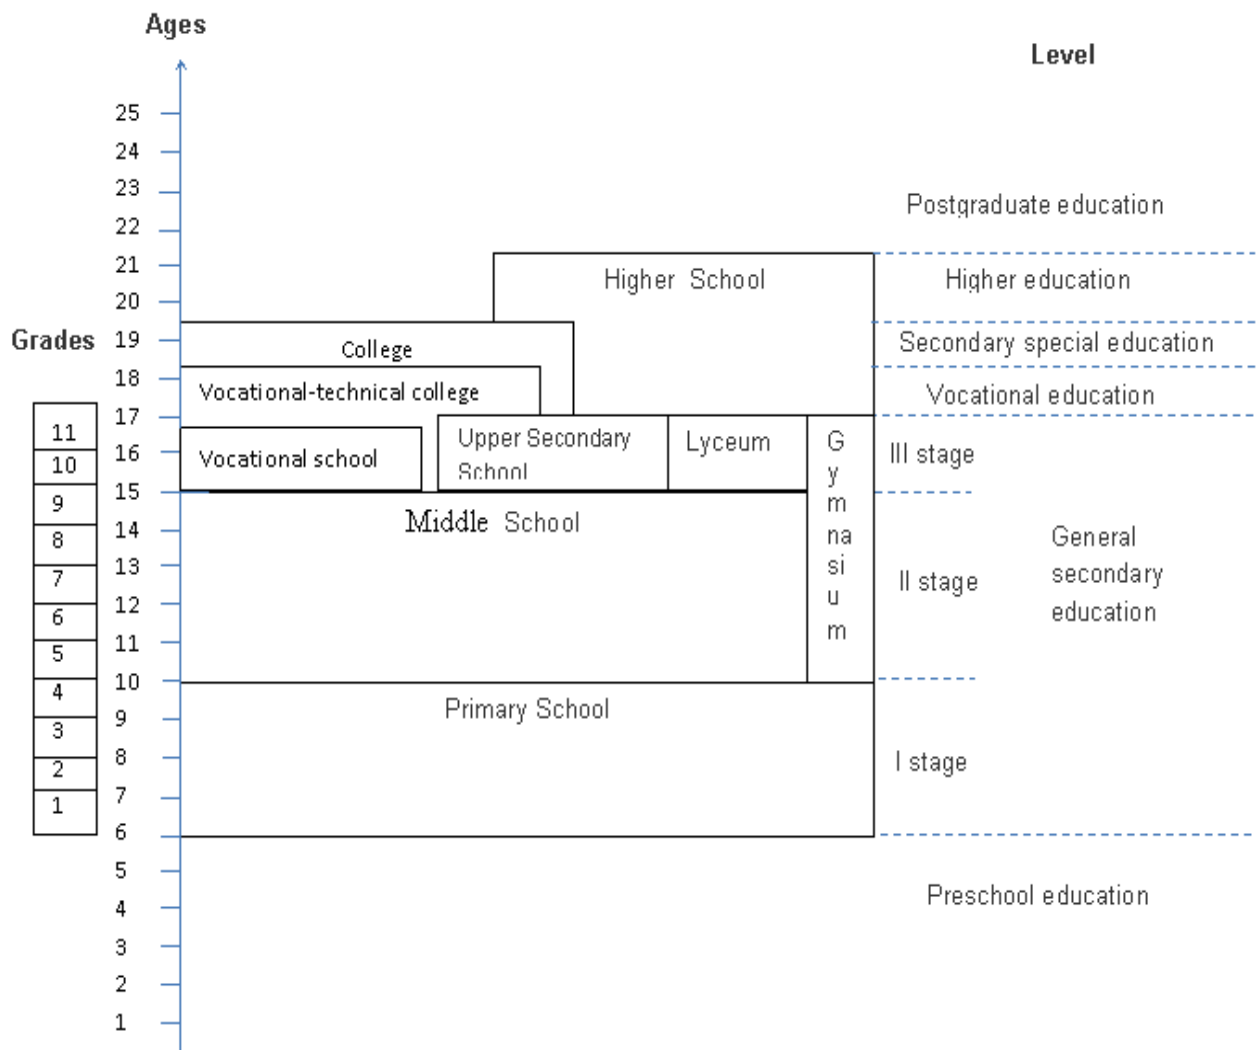 Ages
Level
25
24
23
22
21
20
19
18
17
16
15
14
13
12
11
10
9
8
7
6
5
4
3
2
1
Grades
11
10
9
8
7
6
5
4
3
2
1
Higher School
College
Vocational-technical college
Vocational school
Upper Secondary
School
Lyceum
G
y
m
na
si
u
m
Middle School
Primary School
Postgraduate education
Higher education
Secondary special education
Vocational education
III stage
II stage
General
secondary
education
I stage
Preschool education